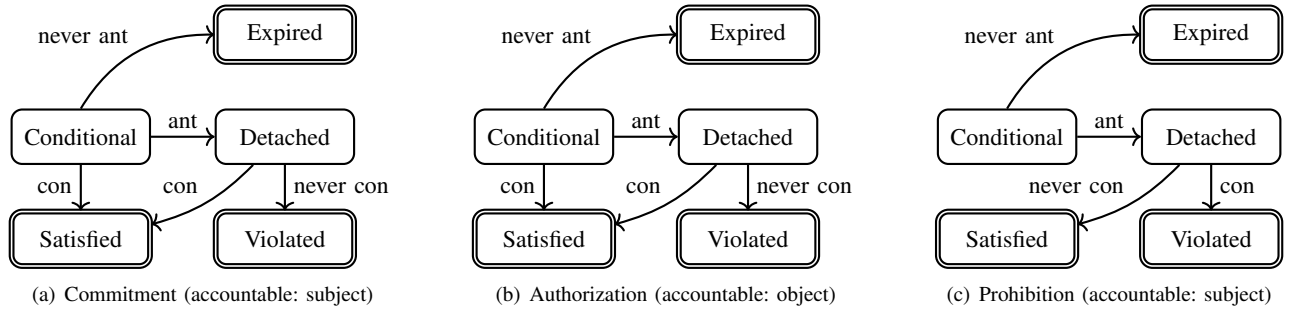 never ant
Expired
Conditional
ant
Detached
con
con
never con
Satisfied
Violated
(a) Commitment (accountable: subject)
never ant
Expired
Conditional
ant
Detached
con
con
never con
Satisfied
Violated
(b) Authorization (accountable: object)
never ant
Expired
Conditional
ant
Detached
never con
con
Satisfied
Violated
(c) Prohibition (accountable: subject)